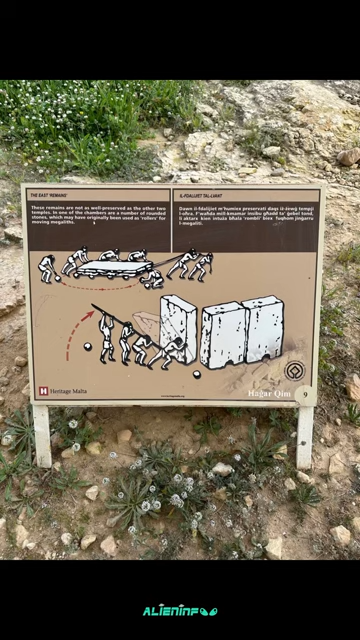 THE EAST 'REMAINS'
These remains are not as well-preserved as the other two
temples. In one of the chambers are a number of rounded
stones, which may have originally been used as 'rollers' for
moving megaliths.
IL-FDALIJIET TAL-LVANT
Dawn il-fdalijiet m'humiex preservati daqs iż-żewġ tempji
l-oħra. F'waħda mill-kmamar insibu għadd ta' ġebel tond,
li aktarx kien intuża bħala 'rombli' biex fuqhom jinġarru
l-megaliti.
Heritage Malta
Ħaġar Qim
9
ALIENINF